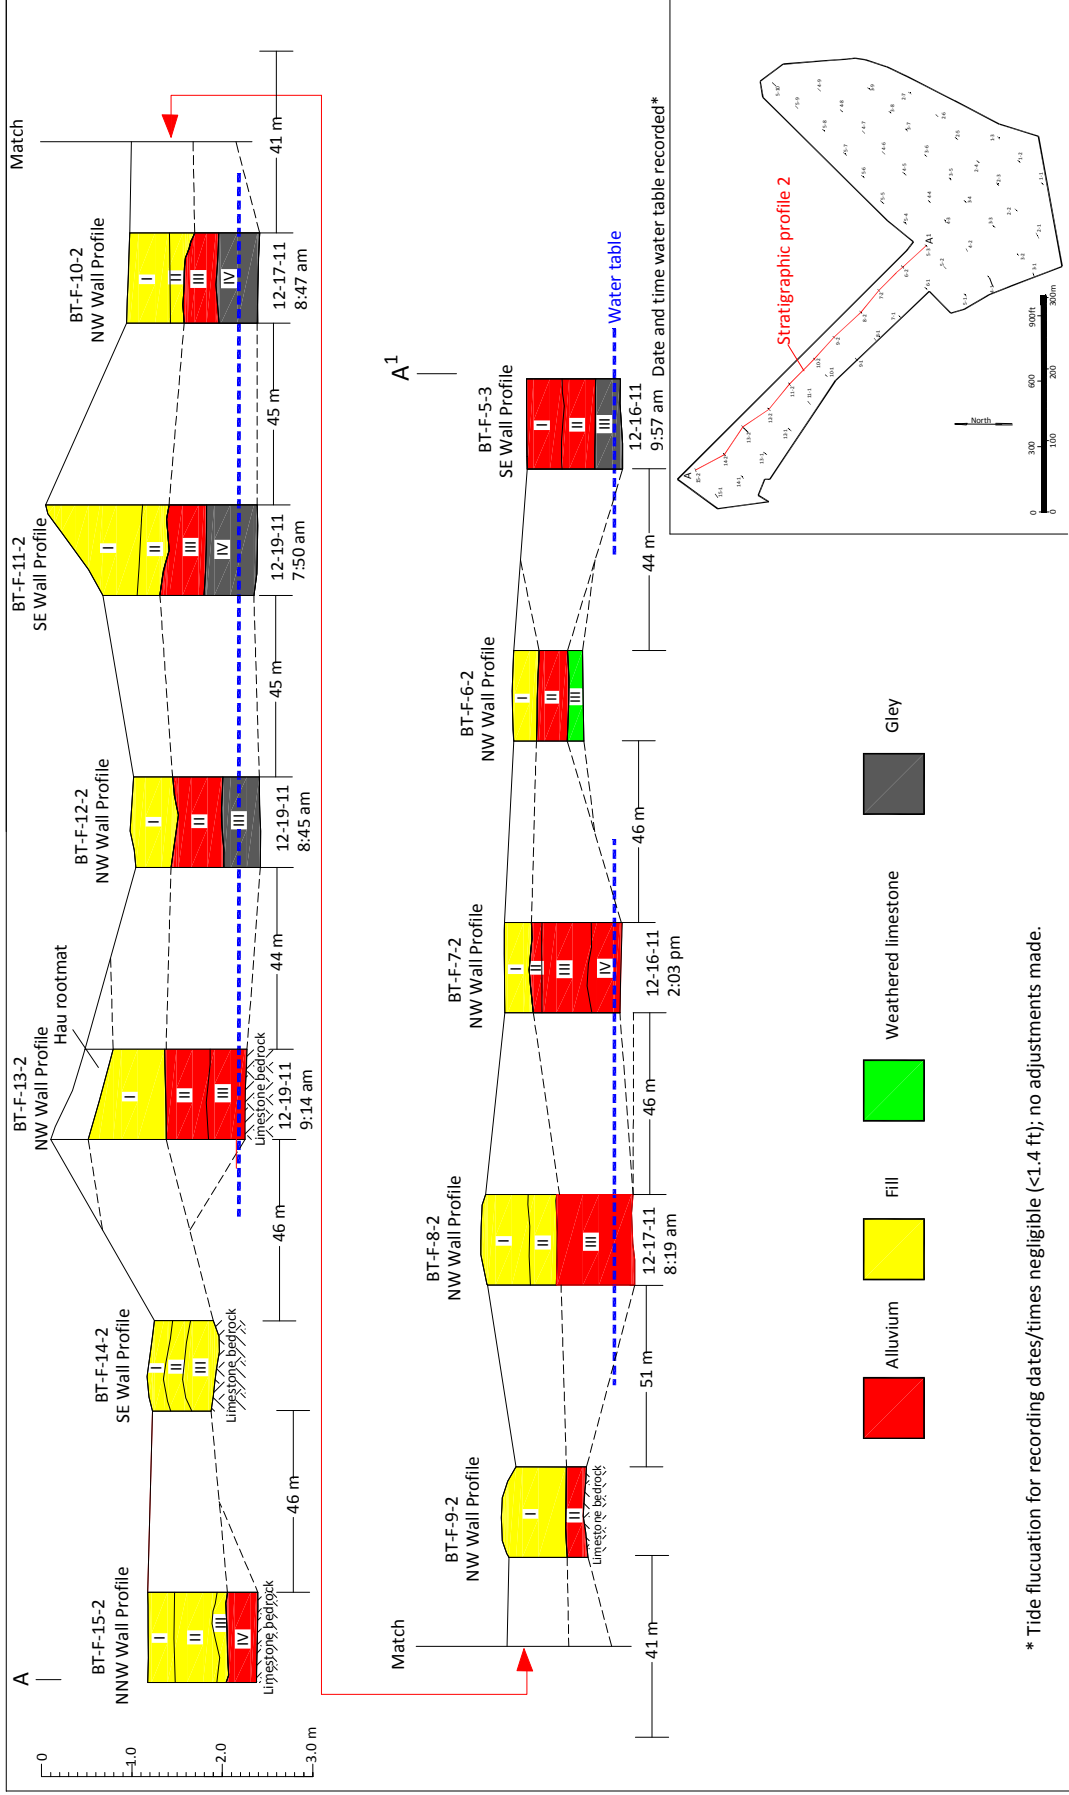 A
BT-F-15-2
NNW Wall Profile
I
II
III
IV
Limestone bedrock
46 m
BT-F-14-2
SE Wall Profile
I
II
III
Limestone bedrock
46 m
BT-F-13-2
NW Wall Profile
Hau rootmat
I
II
III
Limestone bedrock
12-19-11
9:14 am
44 m
BT-F-12-2
NW Wall Profile
I
II
III
12-19-11
8:45 am
45 m
BT-F-11-2
SE Wall Profile
I
II
III
IV
12-19-11
7:50 am
45 m
BT-F-10-2
NW Wall Profile
I
II
III
IV
12-17-11
8:47 am
41 m
Match
0
1.0
2.0
3.0 m
Match
41 m
BT-F-9-2
NW Wall Profile
I
II
Limestone bedrock
51 m
BT-F-8-2
NW Wall Profile
I
II
III
12-17-11
8:19 am
46 m
BT-F-7-2
NW Wall Profile
I
II
III
IV
12-16-11
2:03 pm
46 m
BT-F-6-2
NW Wall Profile
I
II
III
44 m
BT-F-5-3
SE Wall Profile
I
II
III
12-16-11
9:57 am
A¹
Water table
Date and time water table recorded*
Alluvium
Fill
Weathered limestone
Gley
Stratigraphic profile 2
A
A¹
North
0
300
600
900ft
0
100
200
300m
* Tide flucuation for recording dates/times negligible (<1.4 ft); no adjustments made.